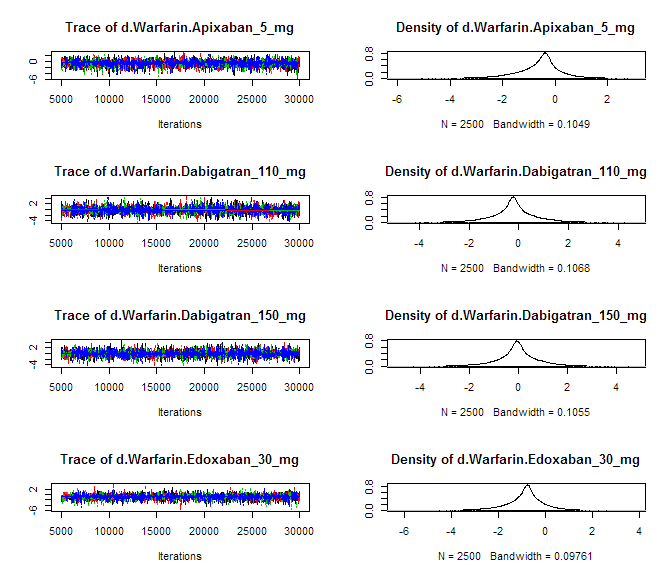 Trace of d.Warfarin.Apixaban_5_mg
0
-6
5000 10000 15000 20000 25000 30000
Iterations
Density of d.Warfarin.Apixaban_5_mg
0.8
0.0
-6 -4 -2 0 2
N = 2500 Bandwidth = 0.1049
Trace of d.Warfarin.Dabigatran_110_mg
2
-4
5000 10000 15000 20000 25000 30000
Iterations
Density of d.Warfarin.Dabigatran_110_mg
0.8
0.0
-4 -2 0 2 4
N = 2500 Bandwidth = 0.1068
Trace of d.Warfarin.Dabigatran_150_mg
2
-4
5000 10000 15000 20000 25000 30000
Iterations
Density of d.Warfarin.Dabigatran_150_mg
0.8
0.0
-4 -2 0 2 4
N = 2500 Bandwidth = 0.1055
Trace of d.Warfarin.Edoxaban_30_mg
2
-6
5000 10000 15000 20000 25000 30000
Iterations
Density of d.Warfarin.Edoxaban_30_mg
0.8
0.0
-6 -4 -2 0 2 4
N = 2500 Bandwidth = 0.09761